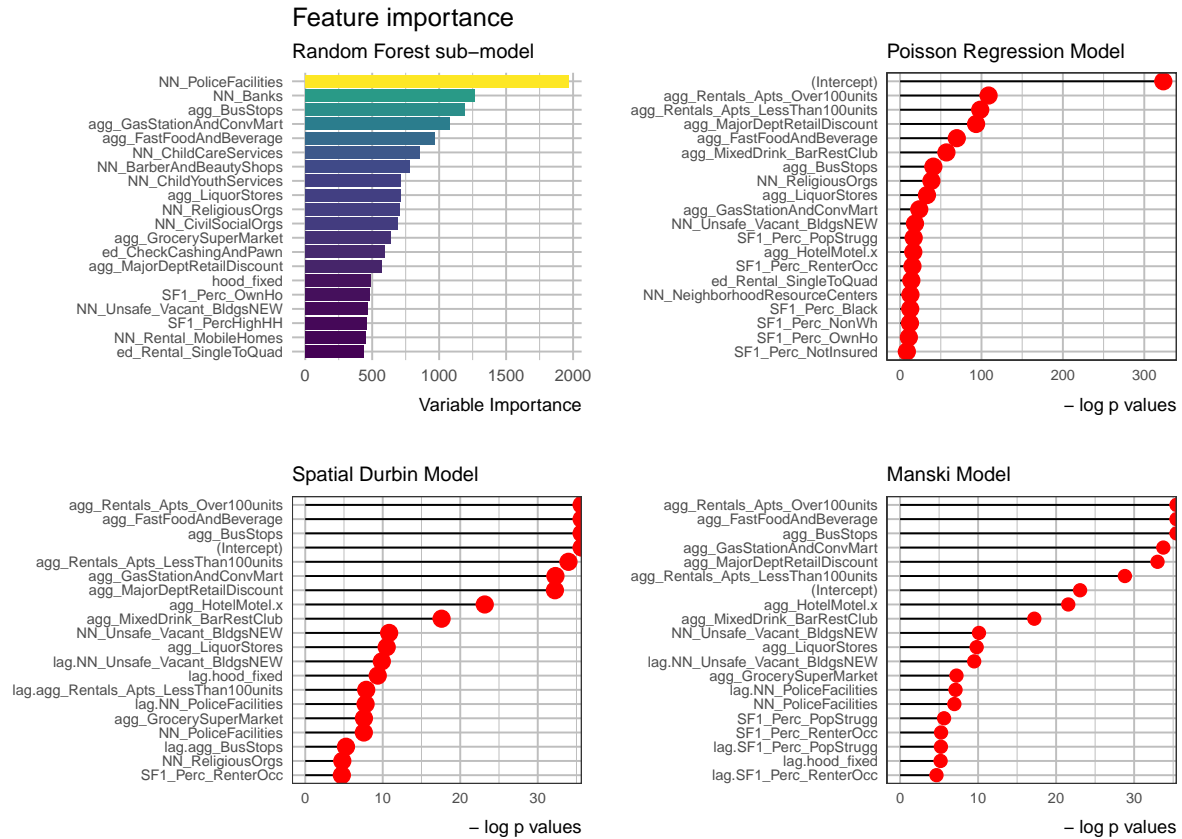 Feature importance
Random Forest sub−model
NN_PoliceFacilities
NN_Banks
agg_BusStops
agg_GasStationAndConvMart
agg_FastFoodAndBeverage
NN_ChildCareServices
NN_BarberAndBeautyShops
NN_ChildYouthServices
agg_LiquorStores
NN_ReligiousOrgs
NN_CivilSocialOrgs
agg_GrocerySuperMarket
ed_CheckCashingAndPawn
agg_MajorDeptRetailDiscount
hood_fixed
SF1_Perc_OwnHo
NN_Unsafe_Vacant_BldgsNEW
SF1_PercHighHH
NN_Rental_MobileHomes
ed_Rental_SingleToQuad
0 500 1000 1500 2000
Variable Importance
Poisson Regression Model
(Intercept)
agg_Rentals_Apts_Over100units
agg_Rentals_Apts_LessThan100units
agg_MajorDeptRetailDiscount
agg_FastFoodAndBeverage
agg_MixedDrink_BarRestClub
agg_BusStops
NN_ReligiousOrgs
agg_LiquorStores
agg_GasStationAndConvMart
NN_Unsafe_Vacant_BldgsNEW
SF1_Perc_PopStrugg
agg_HotelMotel.x
SF1_Perc_RenterOcc
ed_Rental_SingleToQuad
NN_NeighborhoodResourceCenters
SF1_Perc_Black
SF1_Perc_NonWh
SF1_Perc_OwnHo
SF1_Perc_NotInsured
0 100 200 300
− log p values
Spatial Durbin Model
agg_Rentals_Apts_Over100units
agg_FastFoodAndBeverage
agg_BusStops
(Intercept)
agg_Rentals_Apts_LessThan100units
agg_GasStationAndConvMart
agg_MajorDeptRetailDiscount
agg_HotelMotel.x
agg_MixedDrink_BarRestClub
NN_Unsafe_Vacant_BldgsNEW
agg_LiquorStores
lag.NN_Unsafe_Vacant_BldgsNEW
lag.hood_fixed
lag.agg_Rentals_Apts_LessThan100units
lag.NN_PoliceFacilities
agg_GrocerySuperMarket
NN_PoliceFacilities
lag.agg_BusStops
NN_ReligiousOrgs
SF1_Perc_RenterOcc
0 10 20 30
− log p values
Manski Model
agg_Rentals_Apts_Over100units
agg_FastFoodAndBeverage
agg_BusStops
agg_GasStationAndConvMart
agg_MajorDeptRetailDiscount
agg_Rentals_Apts_LessThan100units
(Intercept)
agg_HotelMotel.x
agg_MixedDrink_BarRestClub
NN_Unsafe_Vacant_BldgsNEW
agg_LiquorStores
lag.NN_Unsafe_Vacant_BldgsNEW
agg_GrocerySuperMarket
lag.NN_PoliceFacilities
NN_PoliceFacilities
SF1_Perc_PopStrugg
SF1_Perc_RenterOcc
lag.SF1_Perc_PopStrugg
lag.hood_fixed
lag.SF1_Perc_RenterOcc
0 10 20 30
− log p values